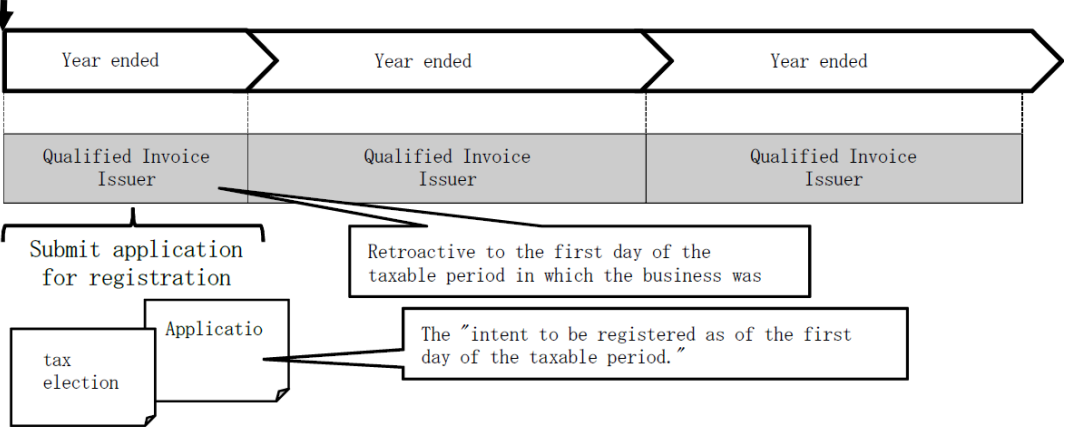 Year ended
Year ended
Year ended
Qualified Invoice
Issuer
Qualified Invoice
Issuer
Qualified Invoice
Issuer
Submit application
for registration
Retroactive to the first day of the
taxable period in which the business was
Applicatio
The "intent to be registered as of the first
day of the taxable period."
tax
election